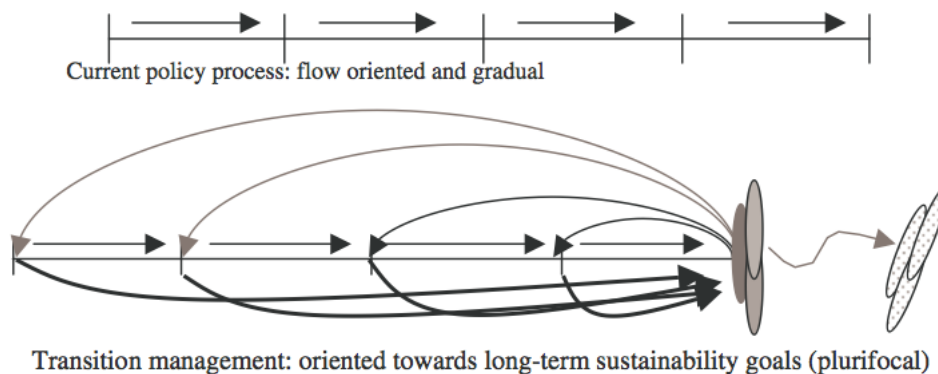 Current policy process: flow oriented and gradual
Transition management: oriented towards long-term sustainability goals (plurifocal)